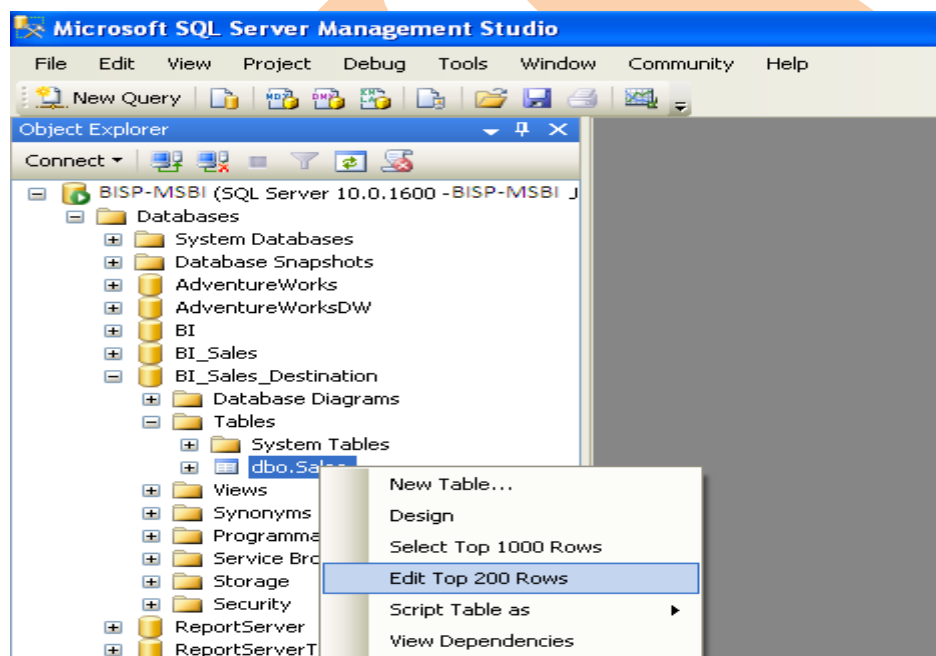 Microsoft SQL Server Management Studio
File Edit View Project Debug Tools Window Community Help
New Query
Object Explorer
Connect
BISP-MSBI (SQL Server 10.0.1600 -BISP-MSBI J
Databases
System Databases
Database Snapshots
AdventureWorks
AdventureWorksDW
BI
BI_Sales
BI_Sales_Destination
Database Diagrams
Tables
System Tables
dbo.Sales
Views
Synonyms
Programma
Service Bro
Storage
Security
ReportServer
ReportServerT
New Table...
Design
Select Top 1000 Rows
Edit Top 200 Rows
Script Table as
View Dependencies